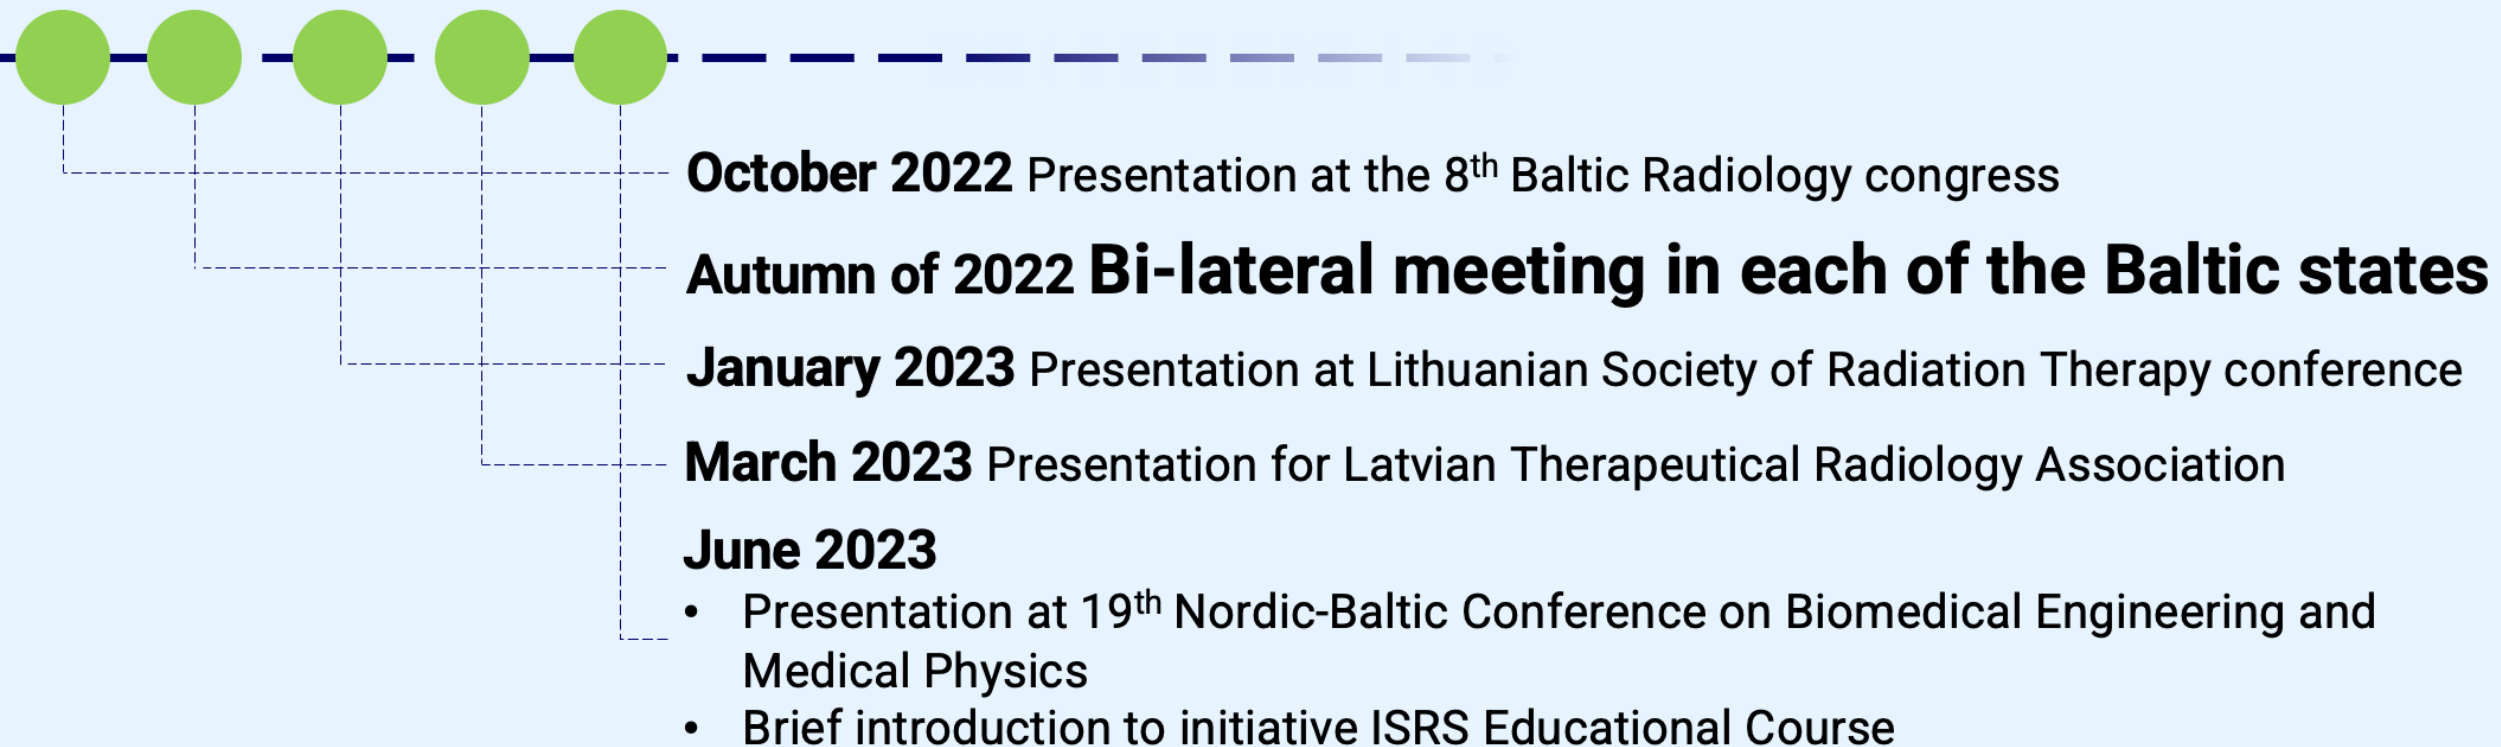 October 2022 Presentation at the 8th Baltic Radiology congress
Autumn of 2022 Bi-lateral meeting in each of the Baltic states
January 2023 Presentation at Lithuanian Society of Radiation Therapy conference
March 2023 Presentation for Latvian Therapeutical Radiology Association
June 2023
• Presentation at 19th Nordic-Baltic Conference on Biomedical Engineering and
Medical Physics
• Brief introduction to initiative ISRS Educational Course